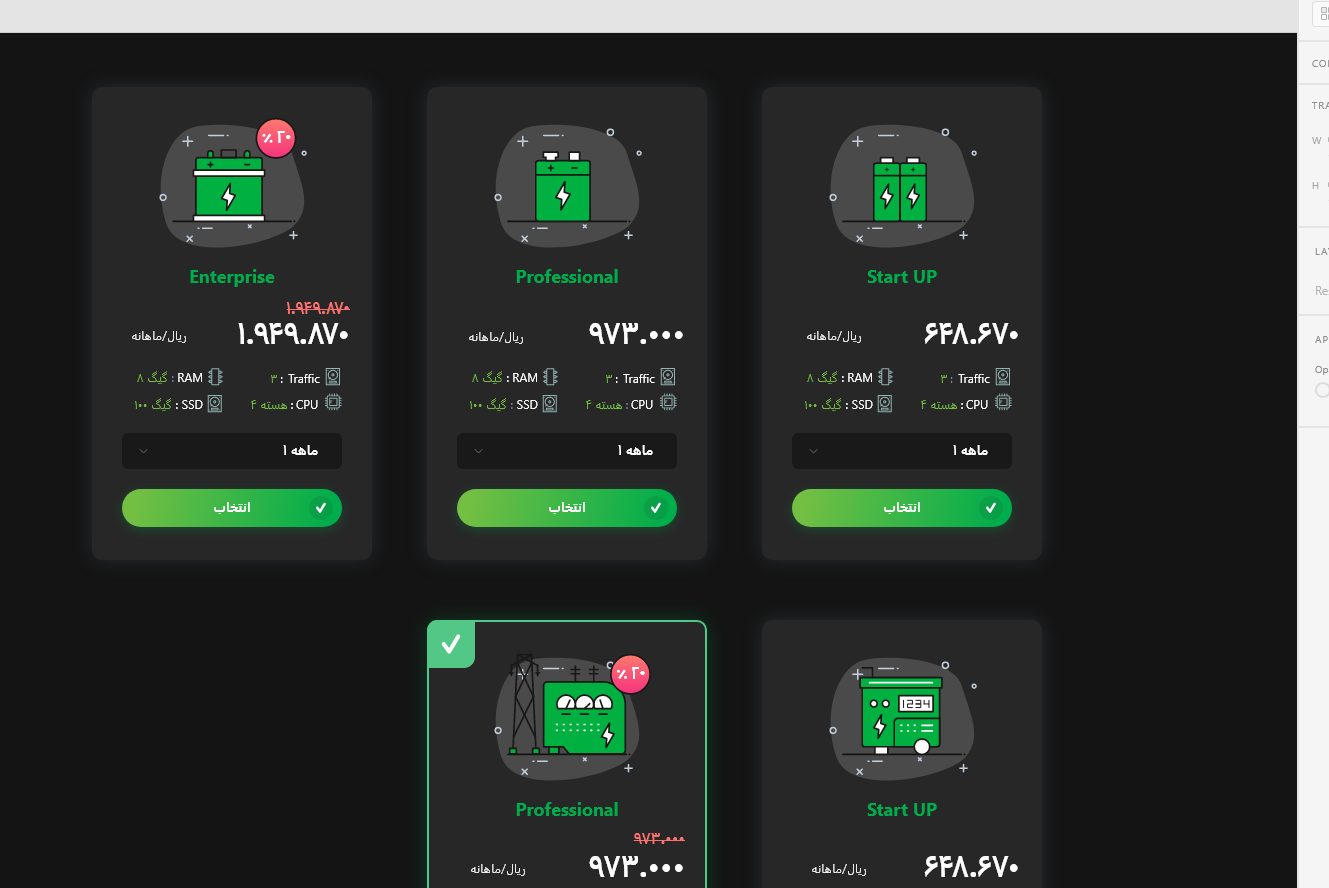 CO
TRA
W
H
LA
Re
AP
Op
Start UP
۶۴۸.۶۷۰
ریال/ماهانه
Traffic : ۳
RAM : گیگ ۸
CPU : هسته ۴
SSD : گیگ ۱۰۰
ماهه ۱
انتخاب
Professional
۹۷۳.۰۰۰
ریال/ماهانه
Traffic : ۳
RAM : گیگ ۸
CPU : هسته ۴
SSD : گیگ ۱۰۰
ماهه ۱
انتخاب
۲۰ ٪
Enterprise
۱.۹۴۹.۸۷۰
۱.۹۴۹.۸۷۰
ریال/ماهانه
Traffic : ۳
RAM : گیگ ۸
CPU : هسته ۴
SSD : گیگ ۱۰۰
ماهه ۱
انتخاب
1234
Start UP
۶۴۸.۶۷۰
ریال/ماهانه
۲۰ ٪
Professional
۹۷۳.۰۰۰
۹۷۳.۰۰۰
ریال/ماهانه